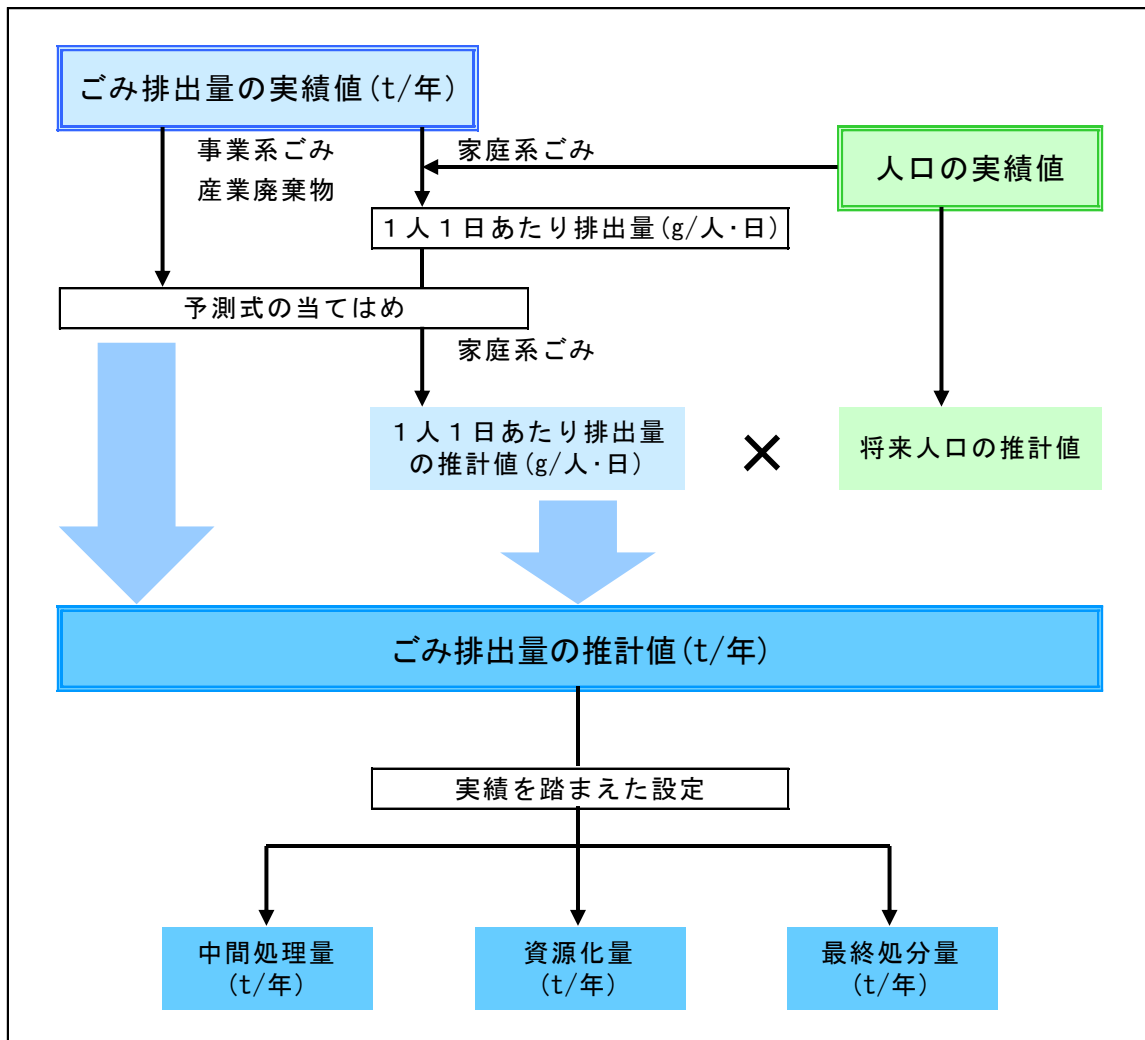 ごみ排出量の実績値(t/年)
事業系ごみ
産業廃棄物
家庭系ごみ
人口の実績値
１人１日あたり排出量(g/人･日)
予測式の当てはめ
家庭系ごみ
１人１日あたり排出量
の推計値(g/人･日)
×
将来人口の推計値
ごみ排出量の推計値(t/年)
実績を踏まえた設定
中間処理量
(t/年)
資源化量
(t/年)
最終処分量
(t/年)